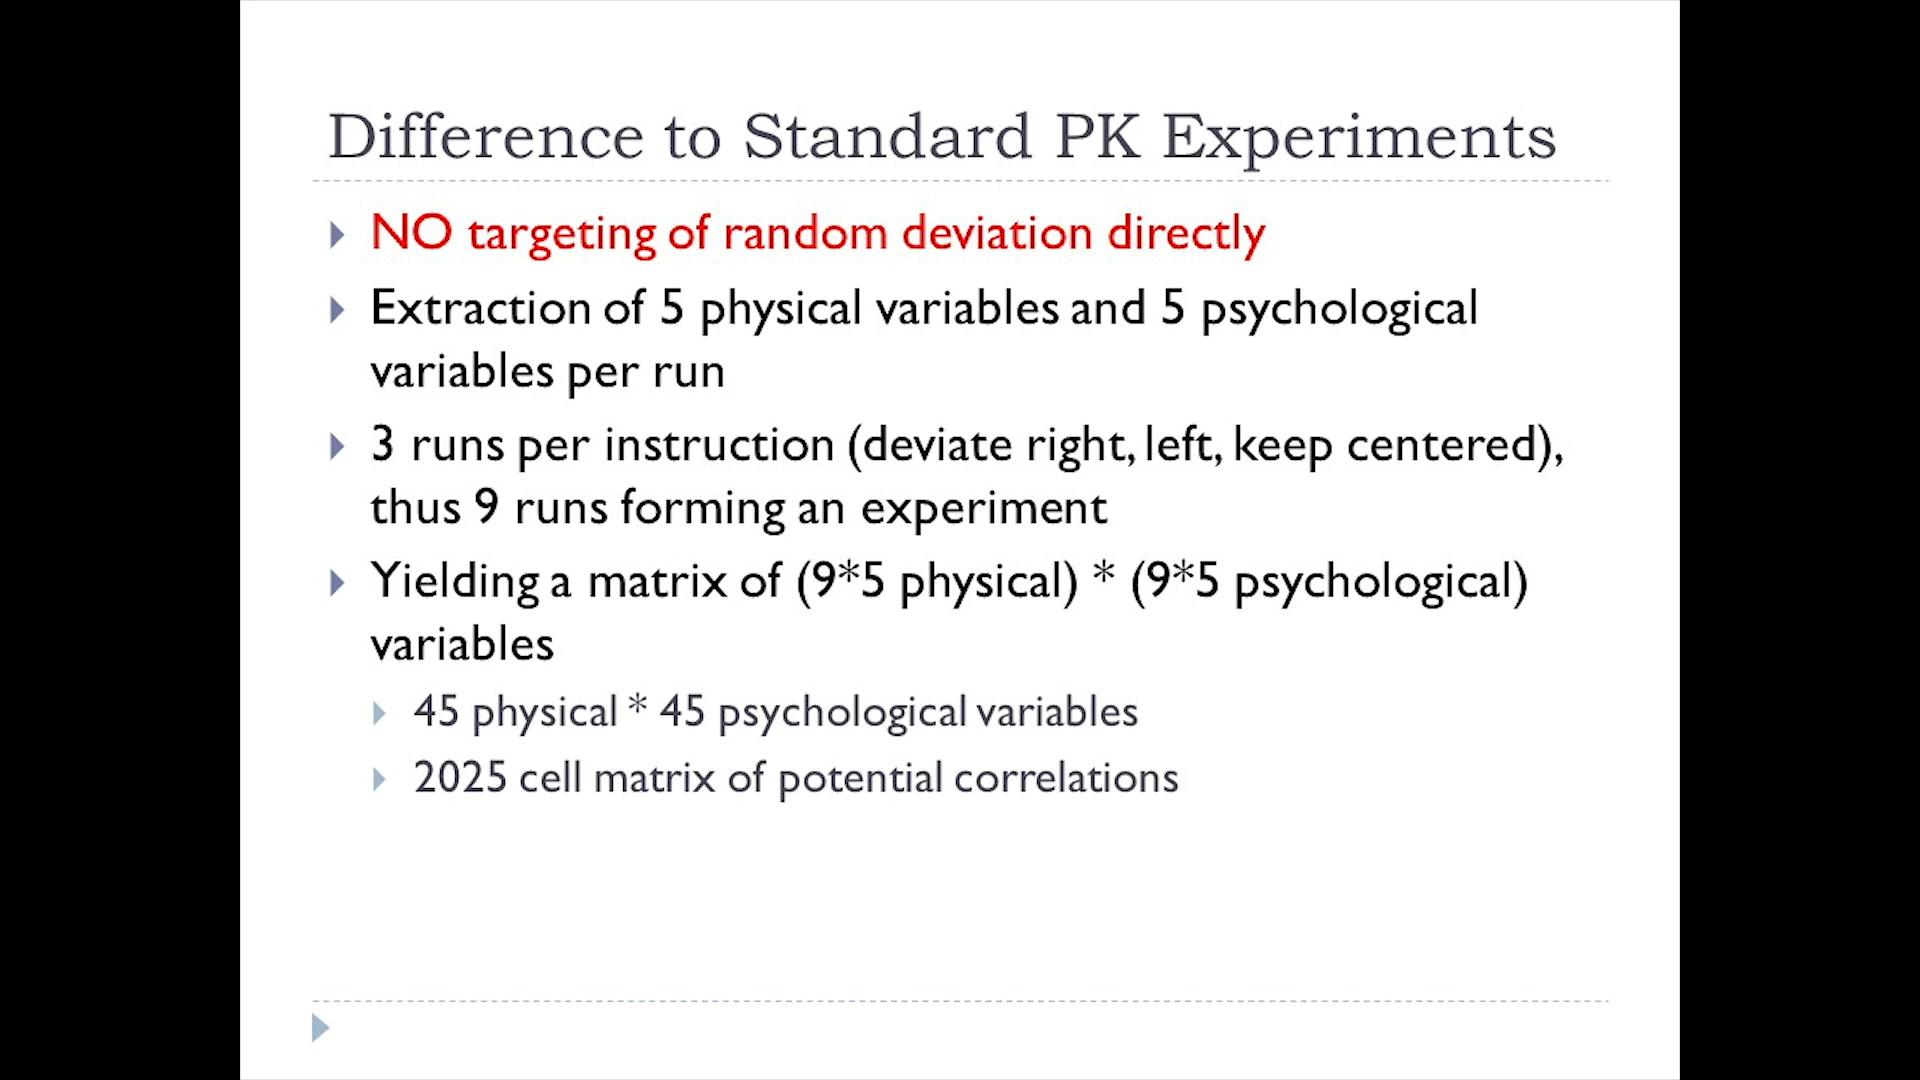 Difference to Standard PK Experiments
NO targeting of random deviation directly
Extraction of 5 physical variables and 5 psychological
variables per run
3 runs per instruction (deviate right, left, keep centered),
thus 9 runs forming an experiment
Yielding a matrix of (9*5 physical) * (9*5 psychological)
variables
45 physical * 45 psychological variables
2025 cell matrix of potential correlations